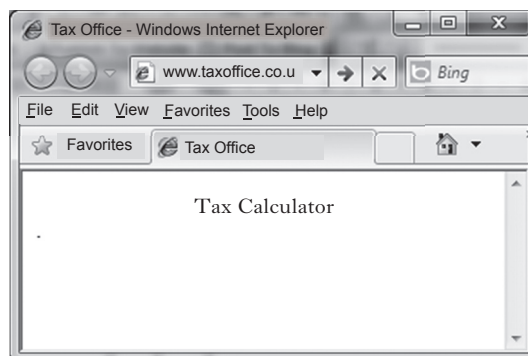 Tax Office - Windows Internet Explorer
www.taxoffice.co.u
Bing
File Edit View Favorites Tools Help
Favorites
Tax Office
Tax Calculator